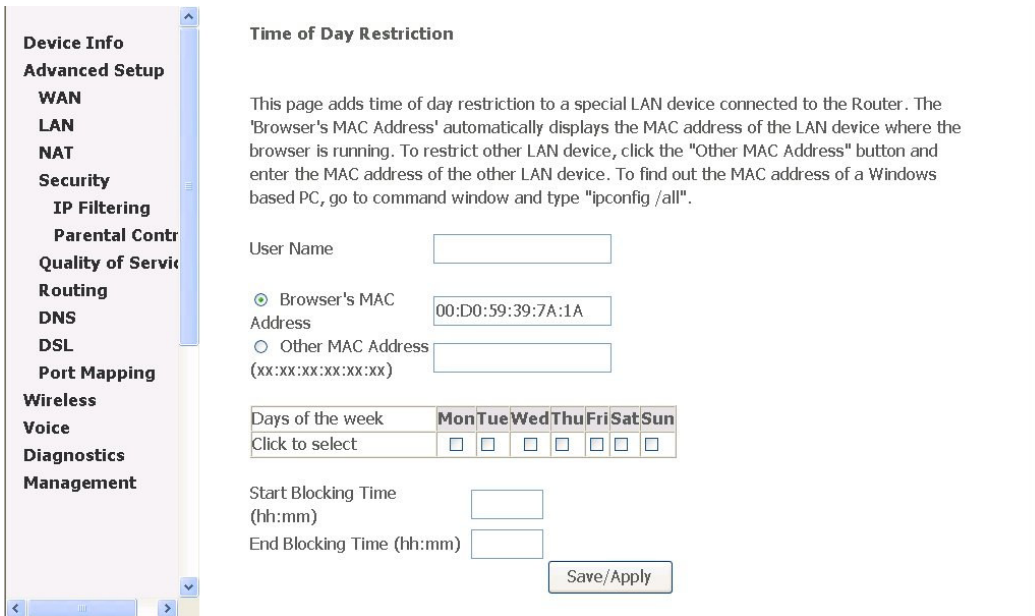 Device Info
Advanced Setup
WAN
LAN
NAT
Security
IP Filtering
Parental Contr
Quality of Servic
Routing
DNS
DSL
Port Mapping
Wireless
Voice
Diagnostics
Management
Time of Day Restriction
This page adds time of day restriction to a special LAN device connected to the Router. The
'Browser's MAC Address' automatically displays the MAC address of the LAN device where the
browser is running. To restrict other LAN device, click the "Other MAC Address" button and
enter the MAC address of the other LAN device. To find out the MAC address of a Windows
based PC, go to command window and type "ipconfig /all".
User Name
Browser's MAC
Address
00:D0:59:39:7A:1A
Other MAC Address
(xx:xx:xx:xx:xx:xx)
Days of the week Mon Tue Wed Thu Fri Sat Sun
Click to select
Start Blocking Time
(hh:mm)
End Blocking Time (hh:mm)
Save/Apply